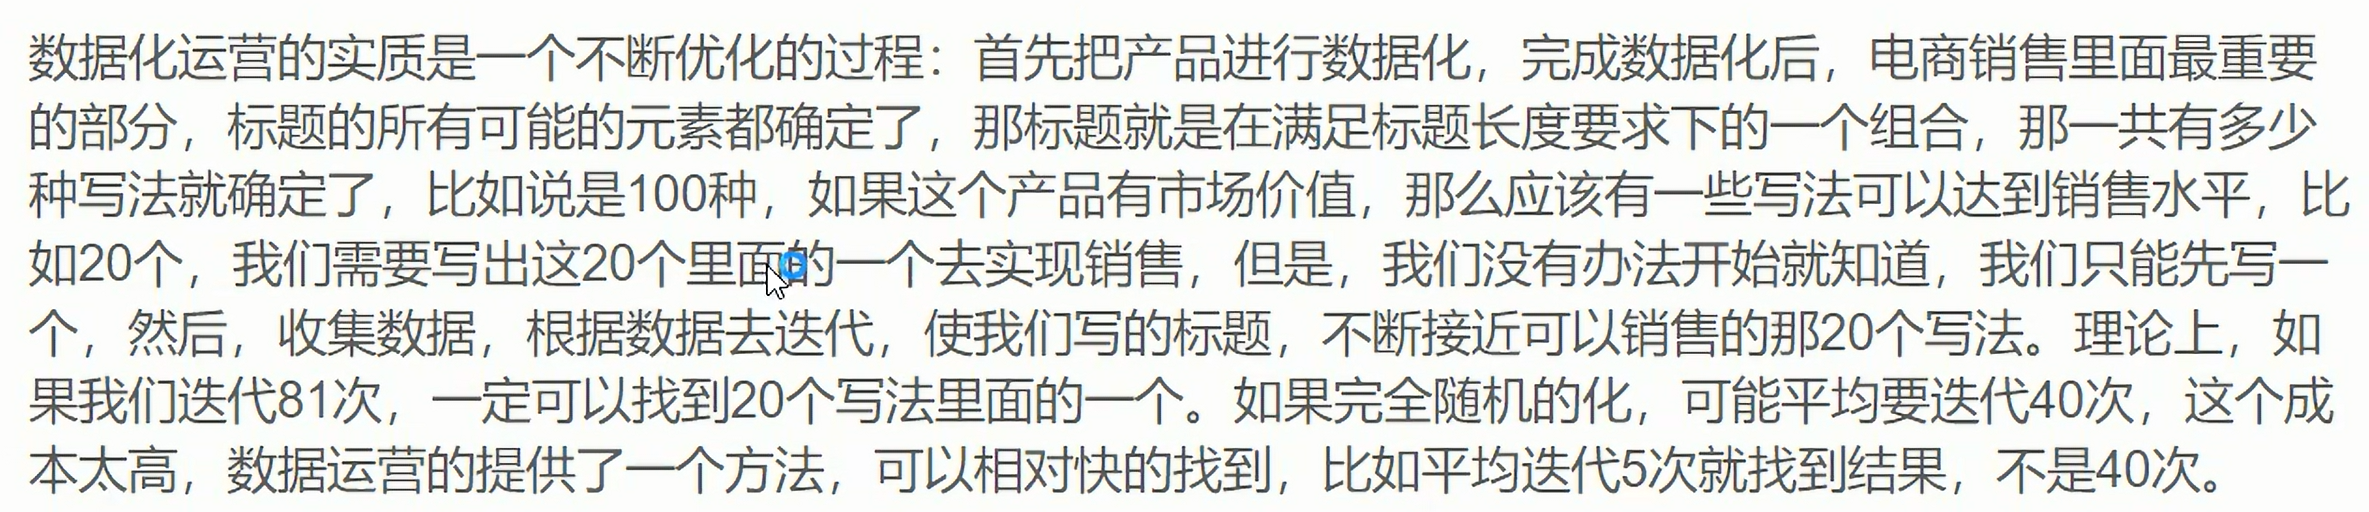 数据化运营的实质是一个不断优化的过程：首先把产品进行数据化，完成数据化后，电商销售里面最重要
的部分，标题的所有可能的元素都确定了，那标题就是在满足标题长度要求下的一个组合，那一共有多少
种写法就确定了，比如说是100种，如果这个产品有市场价值，那么应该有一些写法可以达到销售水平，比
如20个，我们需要写出这20个里面的一个去实现销售，但是，我们没有办法开始就知道，我们只能先写一
个，然后，收集数据，根据数据去迭代，使我们写的标题，不断接近可以销售的那20个写法。理论上，如
果我们迭代81次，一定可以找到20个写法里面的一个。如果完全随机的化，可能平均要迭代40次，这个成
本太高，数据运营的提供了一个方法，可以相对快的找到，比如平均迭代5次就找到结果，不是40次。